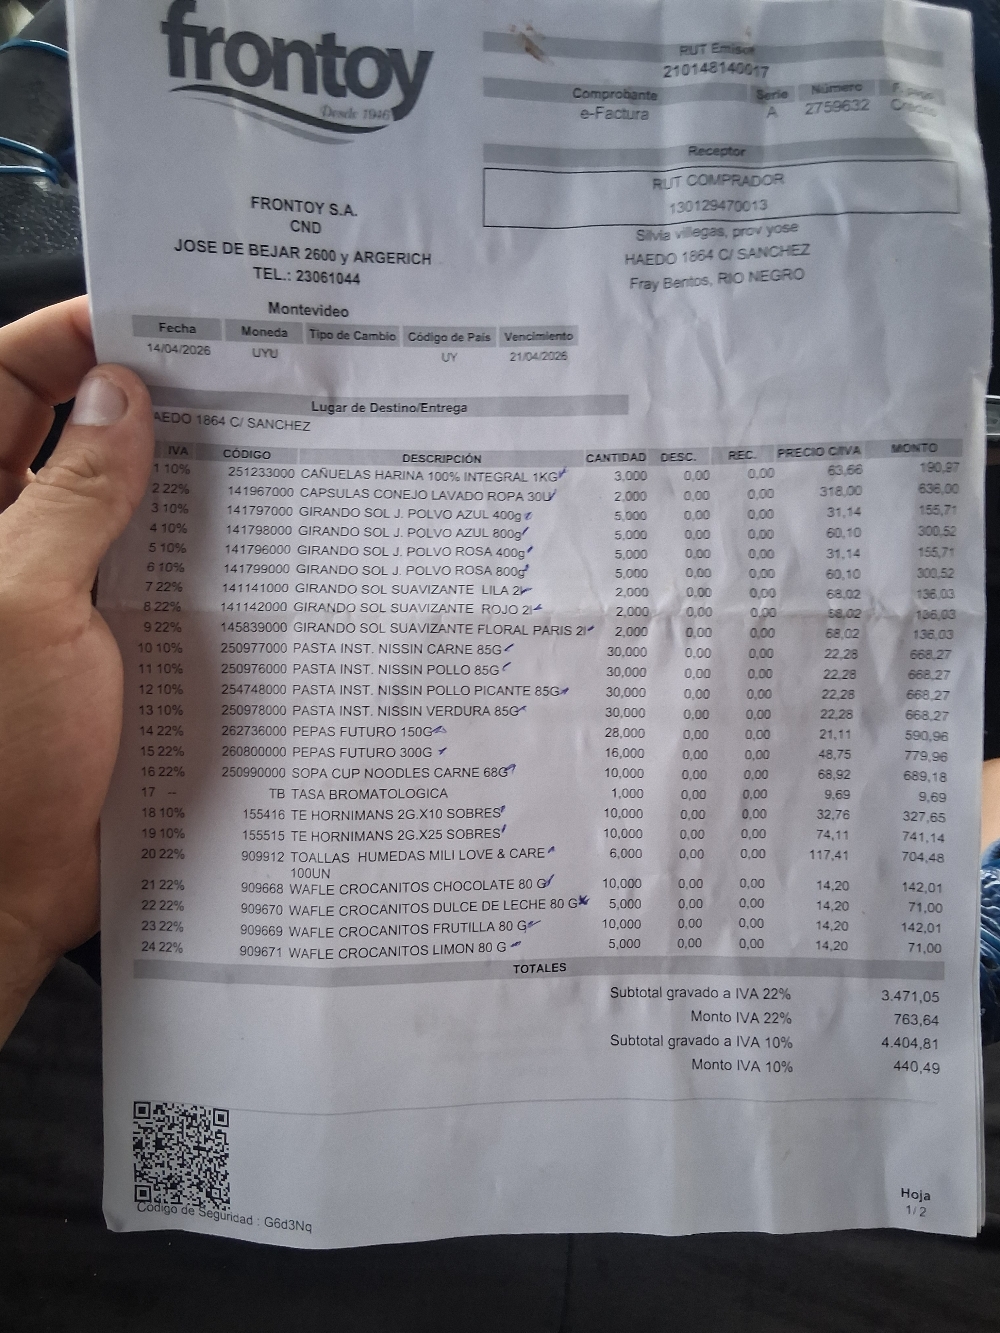 frontoy
Desde 1946
RUT Emisor
210148140017
Comprobante Serie Número
e-Factura A 2759632
Receptor
RUT COMPRADOR
130129470013
Silvia villegas, prov yose
HAEDO 1864 C/ SANCHEZ
Fray Bentos, RIO NEGRO
FRONTOY S.A.
CND
JOSE DE BEJAR 2600 y ARGERICH
TEL.: 23061044
Montevideo
Fecha Moneda Tipo de Cambio Código de País Vencimiento
14/04/2026 UYU UY 21/04/2026
Lugar de Destino/Entrega
AEDO 1864 C/ SANCHEZ
IVA CÓDIGO DESCRIPCIÓN CANTIDAD DESC. REC. PRECIO C/IVA MONTO
1 10% 251233000 CAÑUELAS HARINA 100% INTEGRAL 1KG 3,000 0,00 0,00 63,66 190,97
2 22% 141967000 CAPSULAS CONEJO LAVADO ROPA 30U 2,000 0,00 0,00 318,00 636,00
3 10% 141797000 GIRANDO SOL J. POLVO AZUL 400g 5,000 0,00 0,00 31,14 155,71
4 10% 141798000 GIRANDO SOL J. POLVO AZUL 800g 5,000 0,00 0,00 60,10 300,52
5 10% 141796000 GIRANDO SOL J. POLVO ROSA 400g 5,000 0,00 0,00 31,14 155,71
6 10% 141799000 GIRANDO SOL J. POLVO ROSA 800g 5,000 0,00 0,00 60,10 300,52
7 22% 141141000 GIRANDO SOL SUAVIZANTE LILA 2l 2,000 0,00 0,00 68,02 136,03
8 22% 141142000 GIRANDO SOL SUAVIZANTE ROJO 2l 2,000 0,00 0,00 68,02 136,03
9 22% 145839000 GIRANDO SOL SUAVIZANTE FLORAL PARIS 2l 2,000 0,00 0,00 68,02 136,03
10 10% 250977000 PASTA INST. NISSIN CARNE 85G 30,000 0,00 0,00 22,28 668,27
11 10% 250976000 PASTA INST. NISSIN POLLO 85G 30,000 0,00 0,00 22,28 668,27
12 10% 254748000 PASTA INST. NISSIN POLLO PICANTE 85G 30,000 0,00 0,00 22,28 668,27
13 10% 250978000 PASTA INST. NISSIN VERDURA 85G 30,000 0,00 0,00 22,28 668,27
14 22% 262736000 PEPAS FUTURO 150G 28,000 0,00 0,00 21,11 590,96
15 22% 260800000 PEPAS FUTURO 300G 16,000 0,00 0,00 48,75 779,96
16 22% 250990000 SOPA CUP NOODLES CARNE 68G 10,000 0,00 0,00 68,92 689,18
17 -- TB TASA BROMATOLOGICA 1,000 0,00 0,00 9,69 9,69
18 10% 155416 TE HORNIMANS 2G.X10 SOBRES 10,000 0,00 0,00 32,76 327,65
19 10% 155515 TE HORNIMANS 2G.X25 SOBRES 10,000 0,00 0,00 74,11 741,14
20 22% 909912 TOALLAS HUMEDAS MILI LOVE & CARE 6,000 0,00 0,00 117,41 704,48
100UN
21 22% 909668 WAFLE CROCANITOS CHOCOLATE 80 G 10,000 0,00 0,00 14,20 142,01
22 22% 909670 WAFLE CROCANITOS DULCE DE LECHE 80 G 5,000 0,00 0,00 14,20 71,00
23 22% 909669 WAFLE CROCANITOS FRUTILLA 80 G 10,000 0,00 0,00 14,20 142,01
24 22% 909671 WAFLE CROCANITOS LIMON 80 G 5,000 0,00 0,00 14,20 71,00
TOTALES
Subtotal gravado a IVA 22% 3.471,05
Monto IVA 22% 763,64
Subtotal gravado a IVA 10% 4.404,81
Monto IVA 10% 440,49
Código de Seguridad : G6d3Nq
Hoja
1/ 2